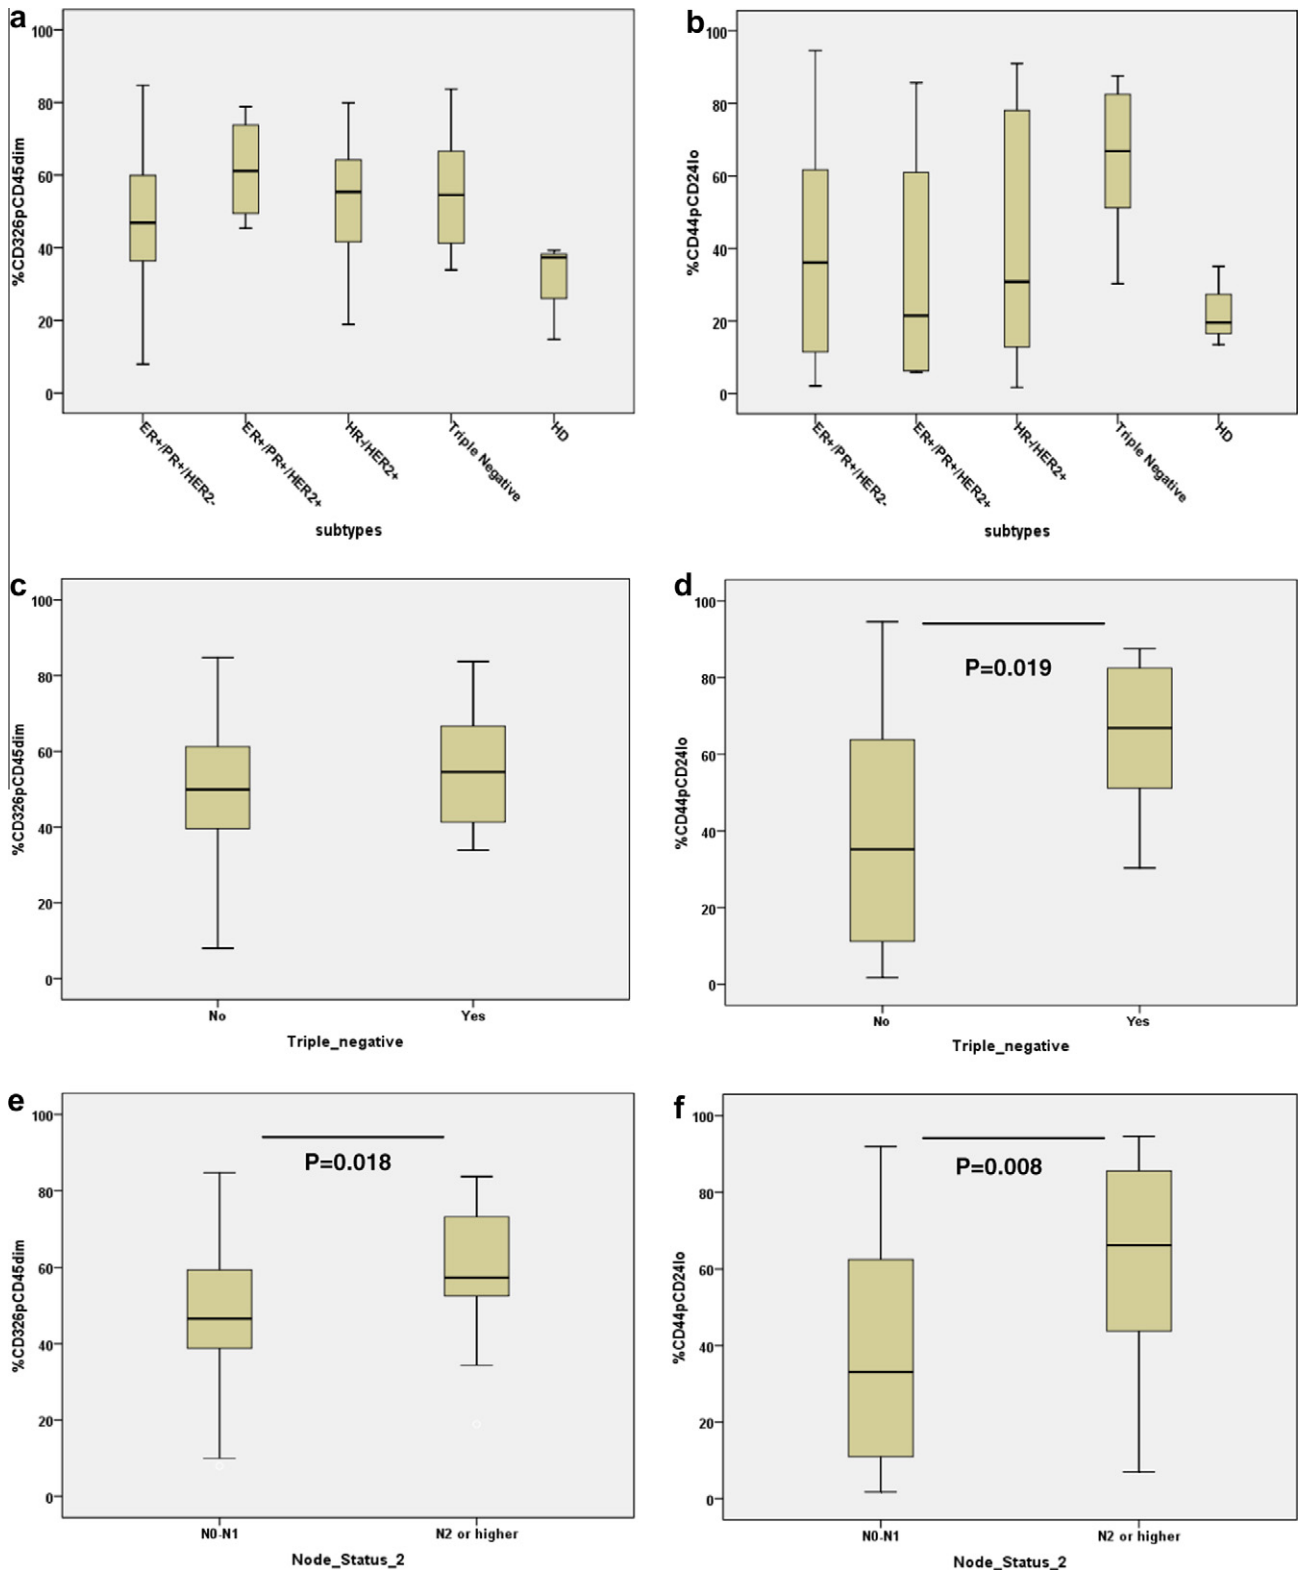 a
%CD326pCD45dim
100
80
60
40
20
0
ER+/PR+/HER2-
ER+/PR+/HER2+
HR-/HER2+
Triple Negative
HD
subtypes
b
%CD44pCD24lo
100
80
60
40
20
0
ER+/PR+/HER2-
ER+/PR+/HER2+
HR-/HER2+
Triple Negative
HD
subtypes
c
%CD326pCD45dim
100
80
60
40
20
0
No
Yes
Triple_negative
d
%CD44pCD24lo
100
80
60
40
20
0
P=0.019
No
Yes
Triple_negative
e
%CD326pCD45dim
100
80
60
40
20
0
P=0.018
N0-N1
N2 or higher
Node_Status_2
f
%CD44pCD24lo
100
80
60
40
20
0
P=0.008
N0-N1
N2 or higher
Node_Status_2